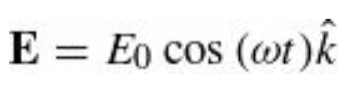 E = E₀ cos (ωt)k̂